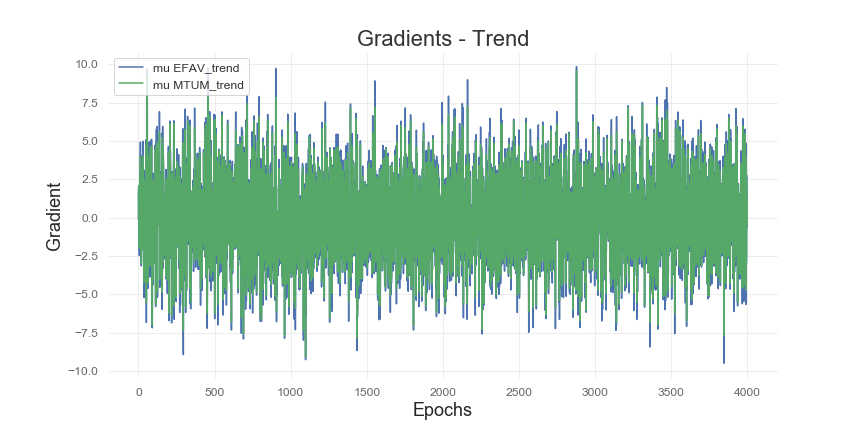 Gradients - Trend
mu EFAV_trend
mu MTUM_trend
10.0
7.5
5.0
2.5
0.0
−2.5
−5.0
−7.5
−10.0
Gradient
0 500 1000 1500 2000 2500 3000 3500 4000
Epochs